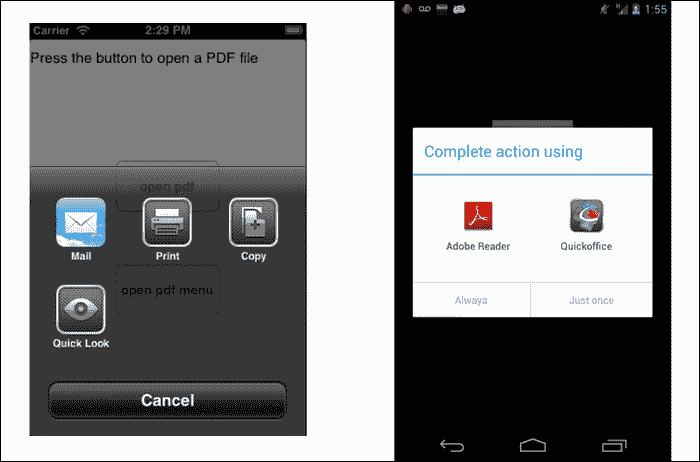 Carrier 2:29 PM
Press the button to open a PDF file
open pdf
Mail Print Copy
open pdf menu
Quick Look
Cancel
1:55
Complete action using
Adobe Reader Quickoffice
Always Just once